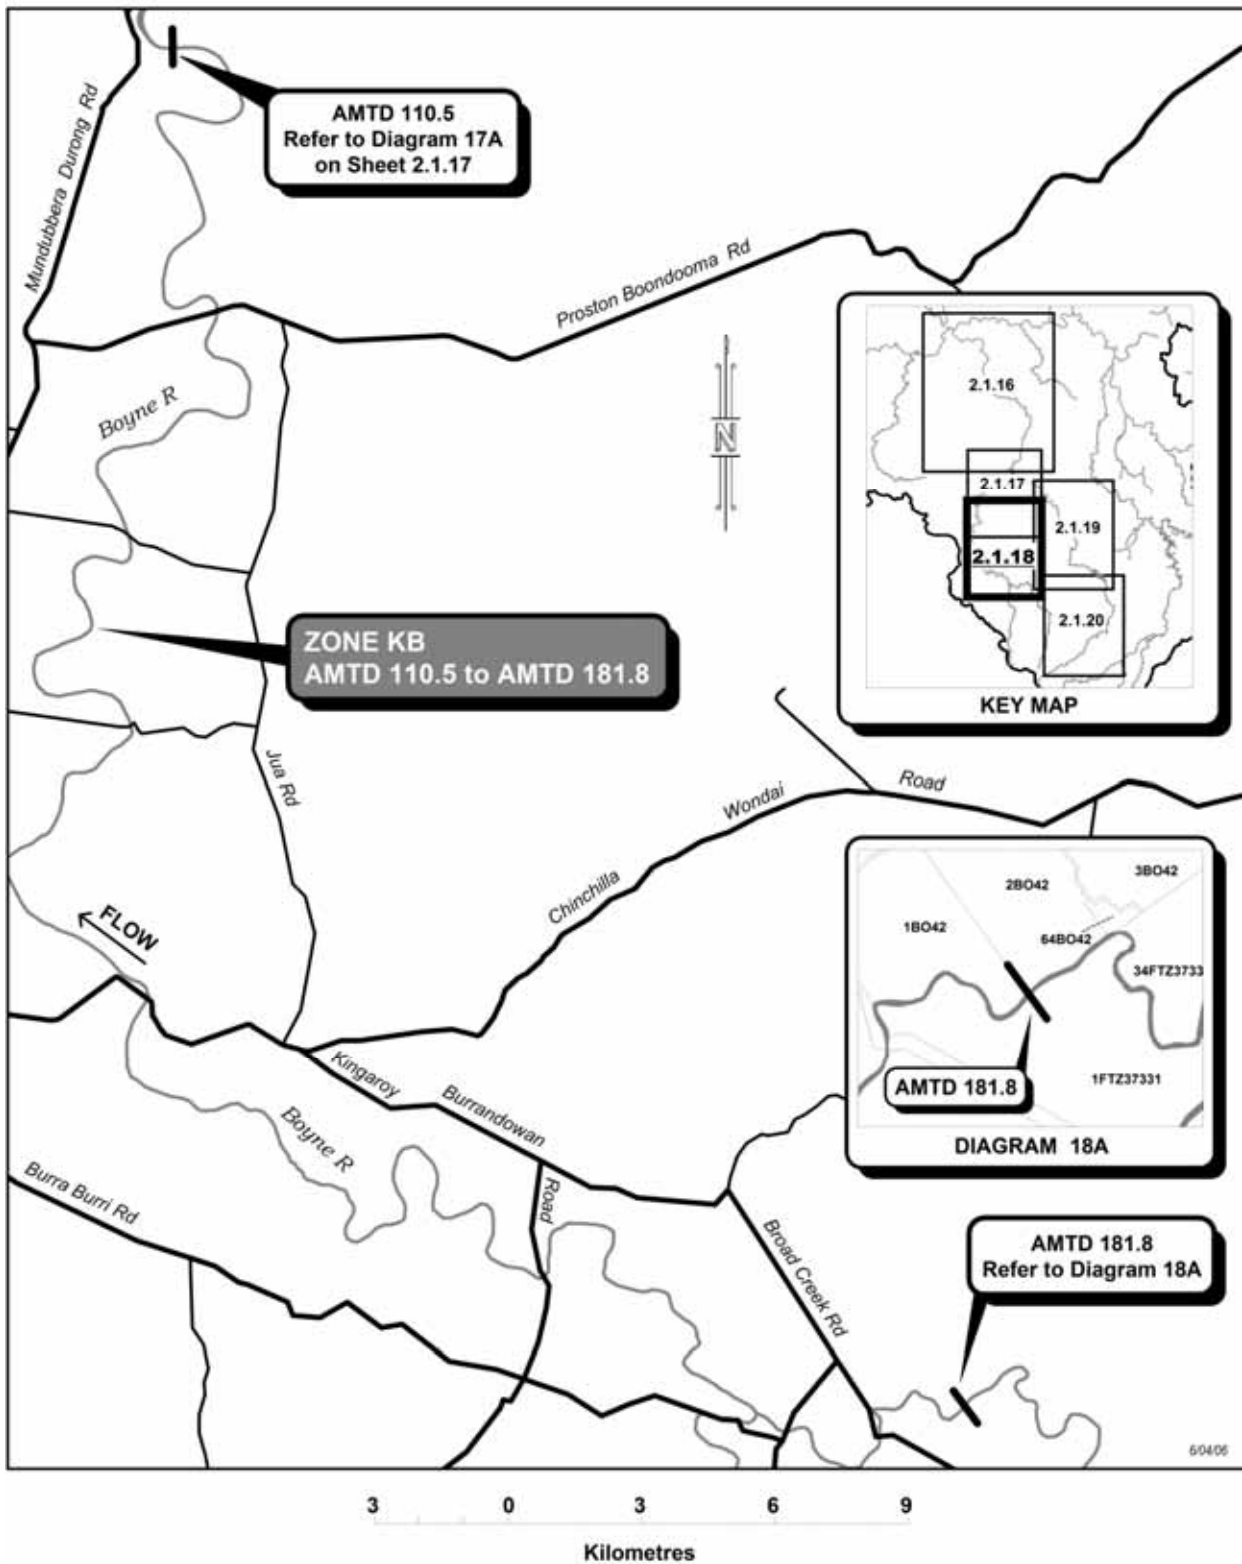 AMTD 110.5
Refer to Diagram 17A
on Sheet 2.1.17
Mundubbera Durong Rd
Proston Boondooma Rd
Boyne R
N
2.1.16
2.1.17
2.1.19
2.1.18
2.1.20
KEY MAP
ZONE KB
AMTD 110.5 to AMTD 181.8
Jua Rd
Chinchilla
Wondai
Road
FLOW
3BO42
2BO42
1BO42
64BO42
34FTZ3733
1FTZ37331
AMTD 181.8
DIAGRAM 18A
Kingaroy
Burrandowan
Road
Boyne R
Burra Burri Rd
Broad Creek Rd
AMTD 181.8
Refer to Diagram 18A
6/04/06
3 0 3 6 9
Kilometres